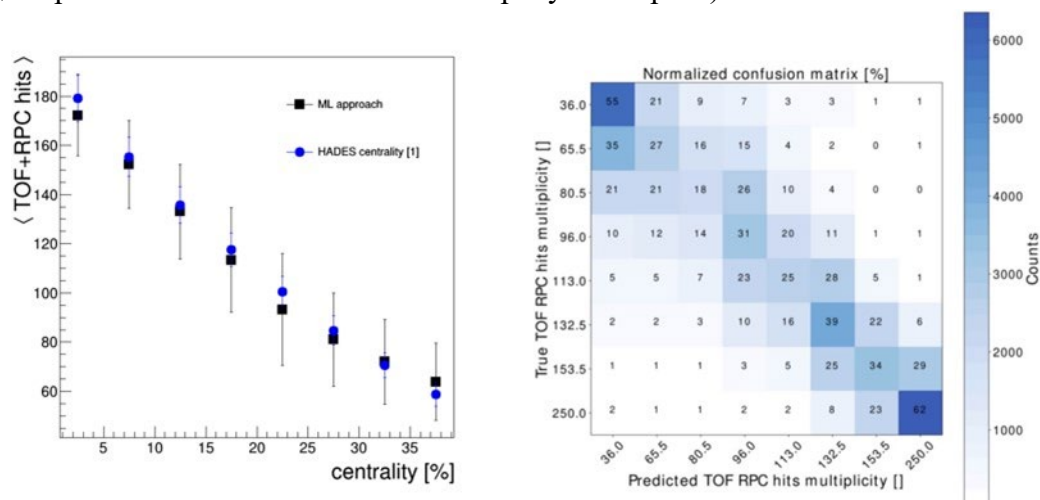 ⟨ TOF+RPC hits ⟩
180
160
140
120
100
80
60
ML approach
HADES centrality [1]
5 10 15 20 25 30 35
centrality [%]
Normalized confusion matrix [%]
True TOF RPC hits multiplicity []
36.0 55 21 9 7 3 3 1 1
65.5 35 27 16 15 4 2 0 1
80.5 21 21 18 26 10 4 0 0
96.0 10 12 14 31 20 11 1 1
113.0 5 5 7 23 25 28 5 1
132.5 2 2 3 10 16 39 22 6
153.5 1 1 1 3 5 25 34 29
250.0 2 1 1 2 2 8 23 62
36.0 65.5 80.5 96.0 113.0 132.5 153.5 250.0
Predicted TOF RPC hits multiplicity []
6000
5000
4000
3000
2000
1000
Counts